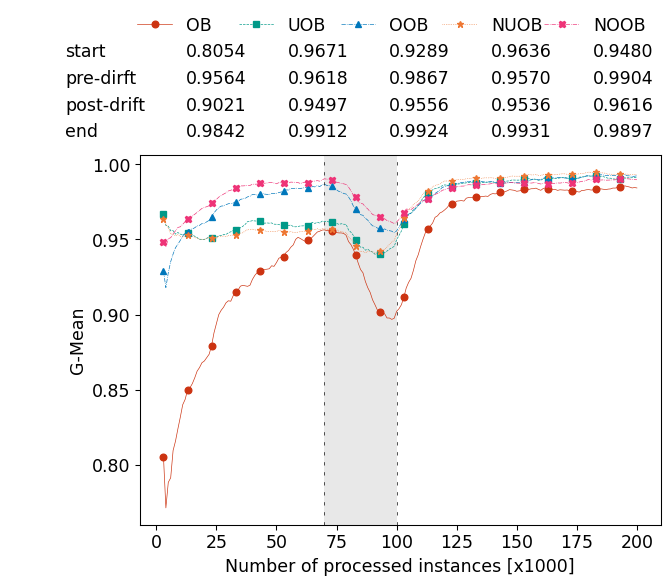 OB UOB OOB NUOB NOOB
start 0.8054 0.9671 0.9289 0.9636 0.9480
pre-dirft 0.9564 0.9618 0.9867 0.9570 0.9904
post-drift 0.9021 0.9497 0.9556 0.9536 0.9616
end 0.9842 0.9912 0.9924 0.9931 0.9897
1.00
0.95
0.90
0.85
0.80
G-Mean
0 25 50 75 100 125 150 175 200
Number of processed instances [x1000]